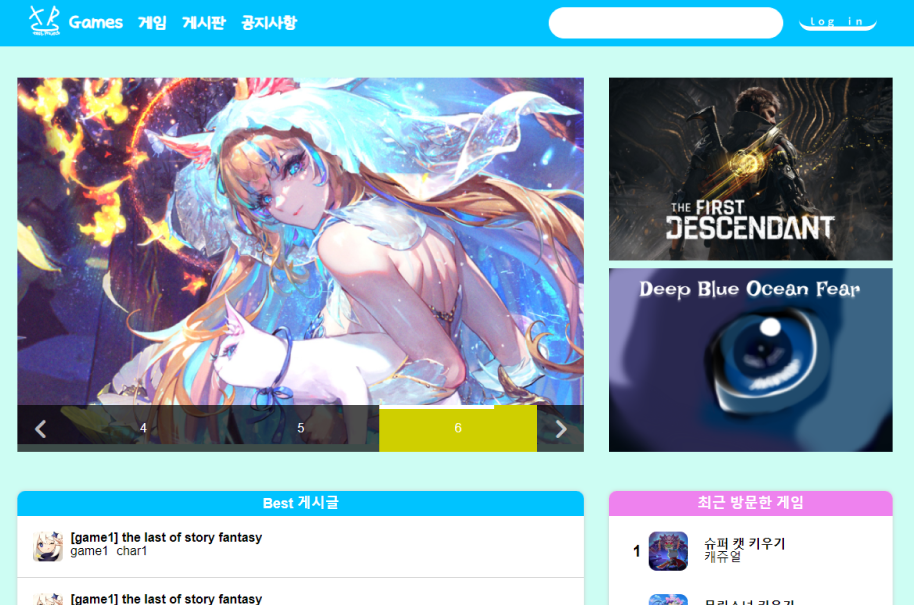 Games 게임 게시판 공지사항
log in
THE FIRST
DESCENDANT
Deep Blue Ocean Fear
4 5 6
Best 게시글
[game1] the last of story fantasy
game1 char1
[game1] the last of story fantasy
최근 방문한 게임
1 슈퍼 캣 키우기
캐쥬얼